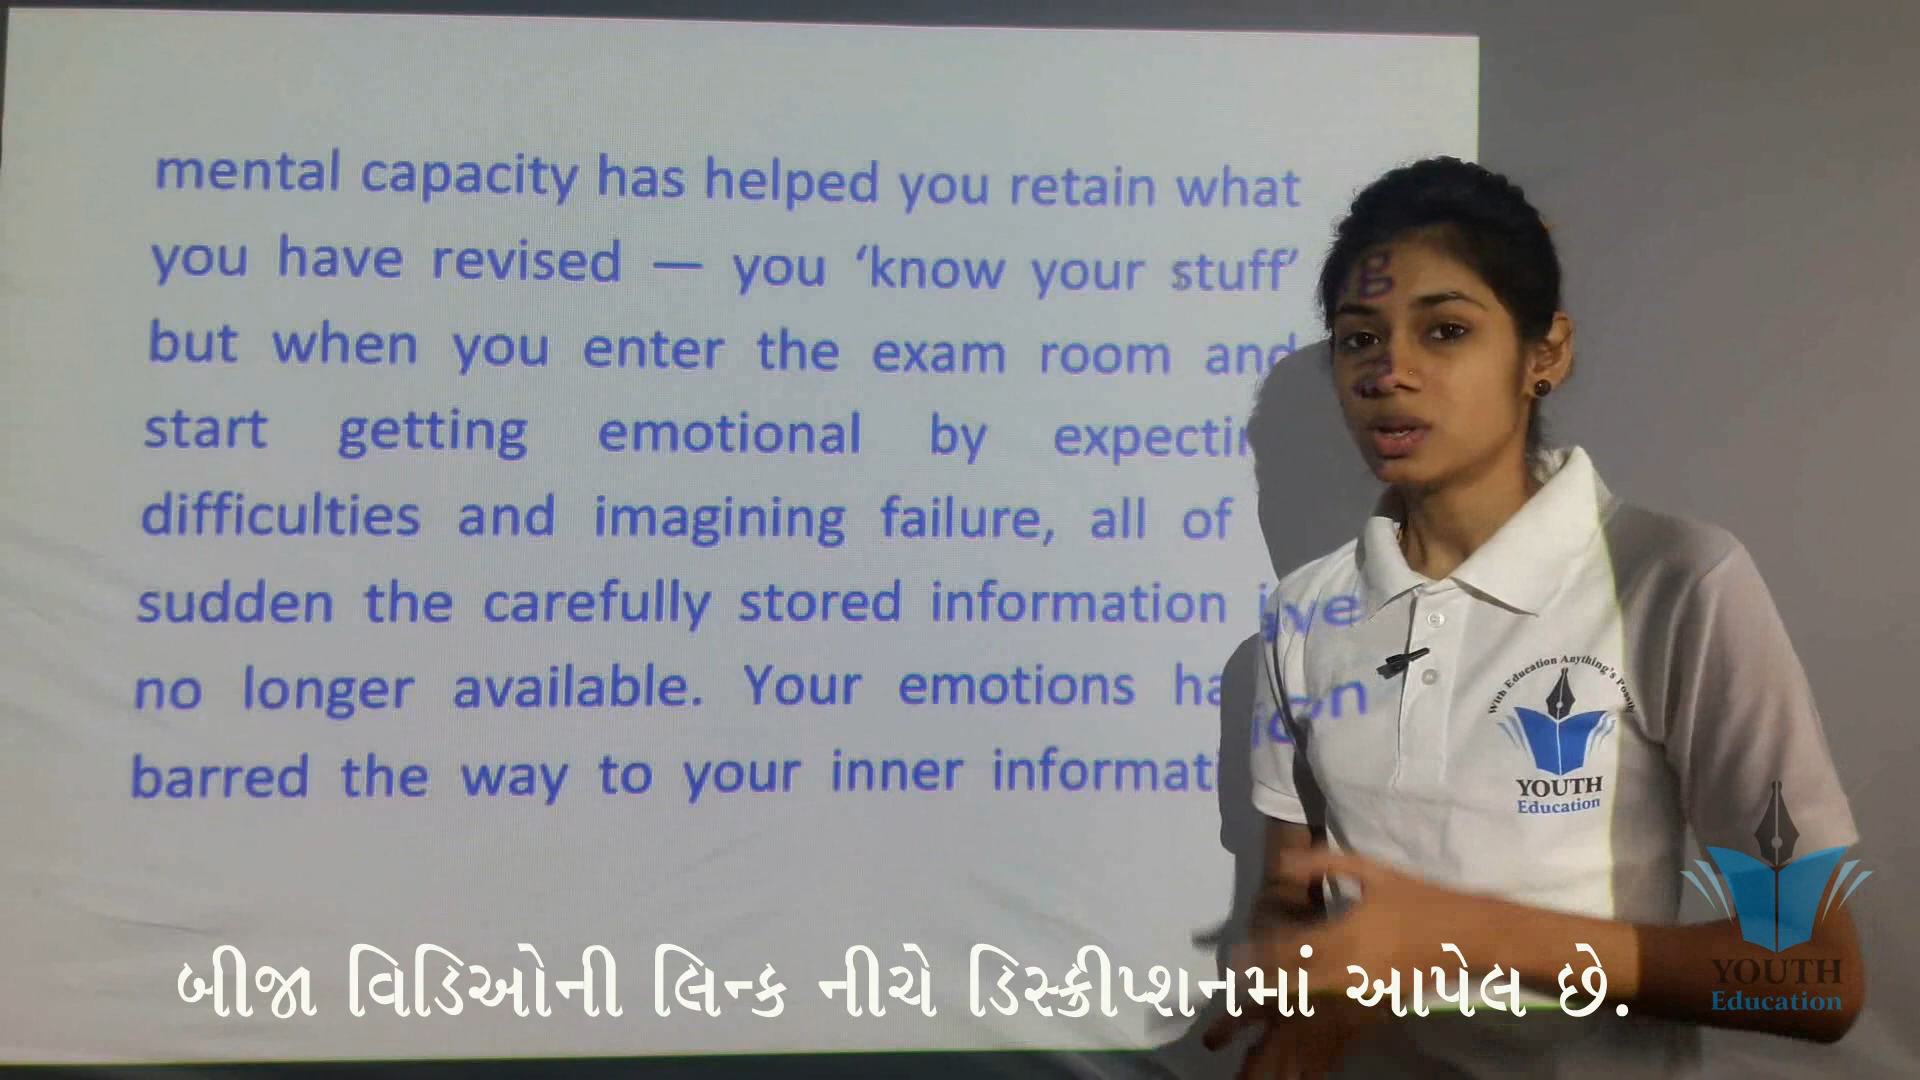 mental capacity has helped you retain what
you have revised — you ‘know your stuff’
but when you enter the exam room and
start getting emotional by
difficulties and imagining failure, all of
sudden the carefully stored information
no longer available. Your emotions
barred the way to your inner
With Education Anything's
YOUTH
Education
બીજા વિડિઓની લિન્ક નીચે ડિસ્ક્રીપ્શનમાં આપેલ છે.
YOUTH
Education